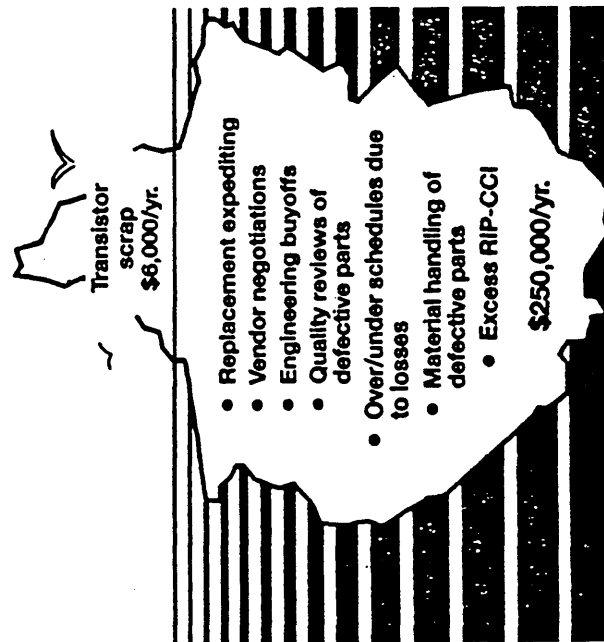 Transistor
scrap
$6,000/yr.
• Replacement expediting
• Vendor negotiations
• Engineering buyoffs
• Quality reviews of
defective parts
• Over/under schedules due
to losses
• Material handling of
defective parts
• Excess RIP-CCI
$250,000/yr.